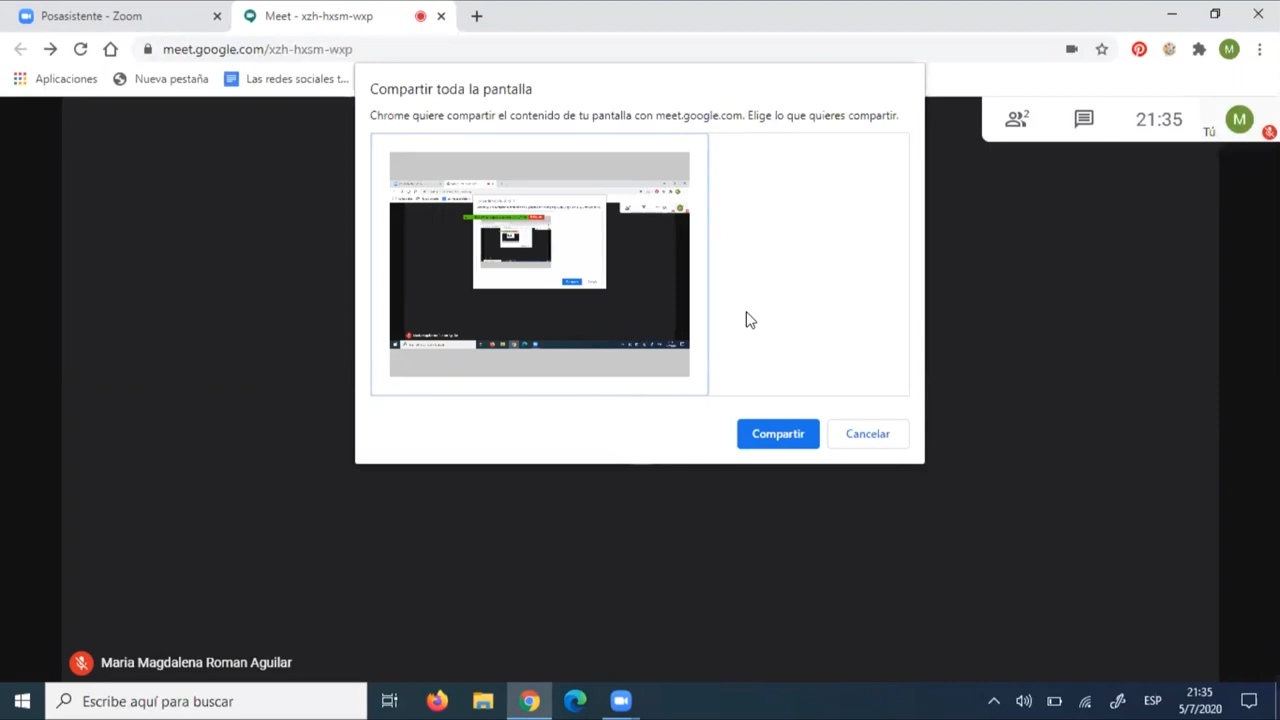 Posasistente - Zoom
Meet - xzh-hxsm-wxp
meet.google.com/xzh-hxsm-wxp
M
Aplicaciones
Nueva pestaña
Las redes sociales t...
Compartir toda la pantalla
Chrome quiere compartir el contenido de tu pantalla con meet.google.com. Elige lo que quieres compartir.
2
21:35
Tú
M
Compartir
Cancelar
Maria Magdalena Roman Aguilar
Escribe aquí para buscar
ESP
21:35
5/7/2020